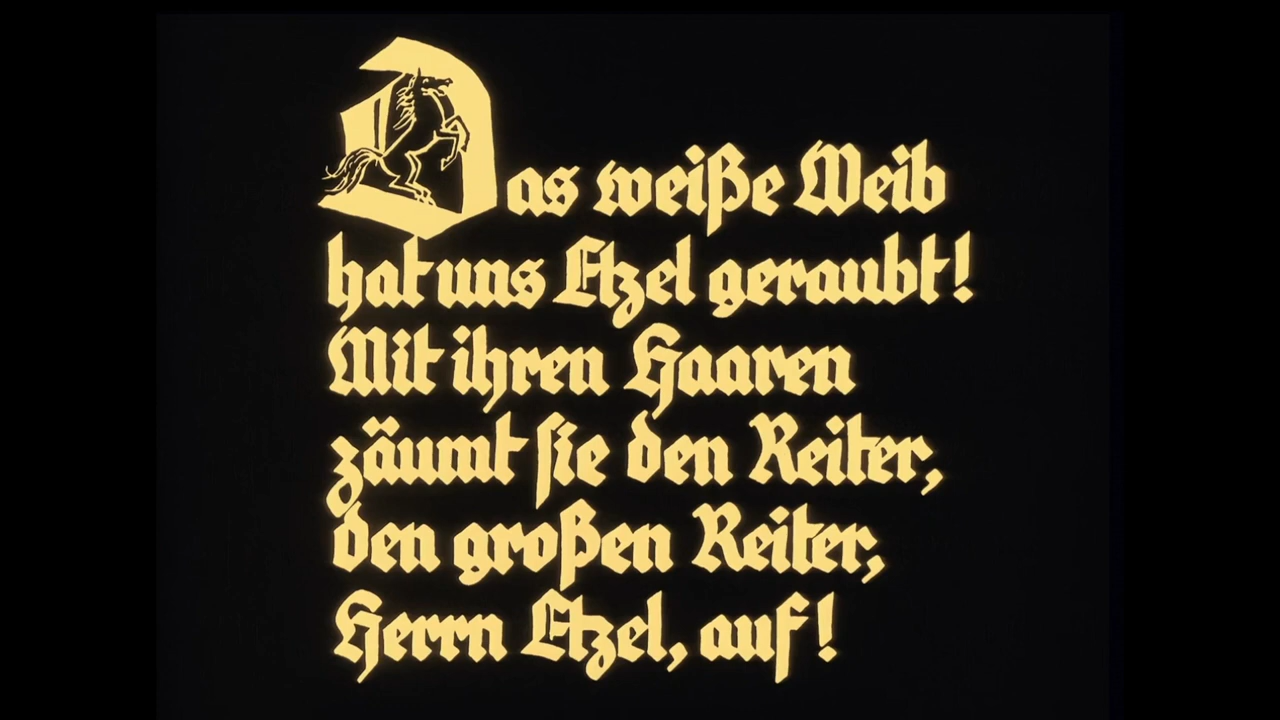 Das weiße Weib
hat uns Etzel geraubt!
Mit ihren Haaren
zäumt sie den Reiter,
den großen Reiter,
Herrn Etzel, auf!